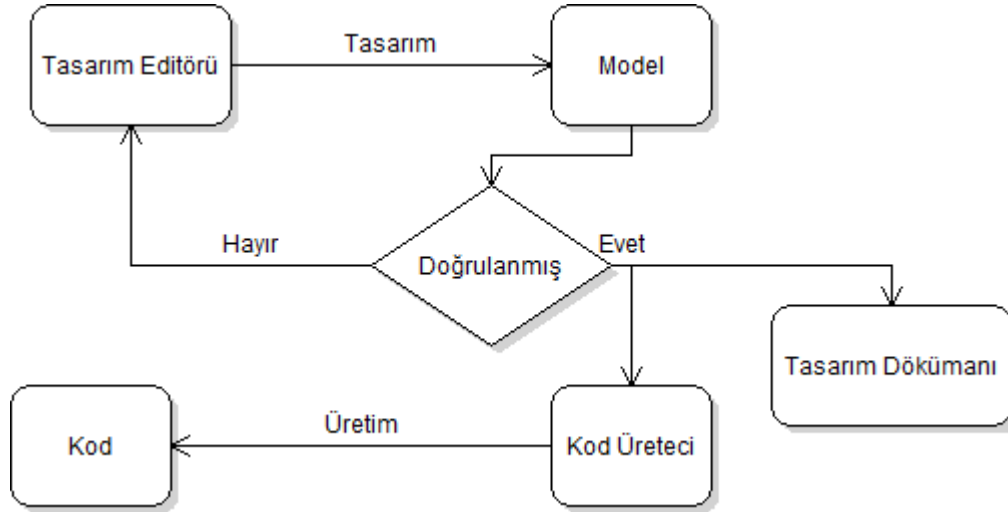 Tasarım Editörü
Tasarım
Model
Hayır
Doğrulanmış
Evet
Tasarım Dökümanı
Kod
Üretim
Kod Üreteci